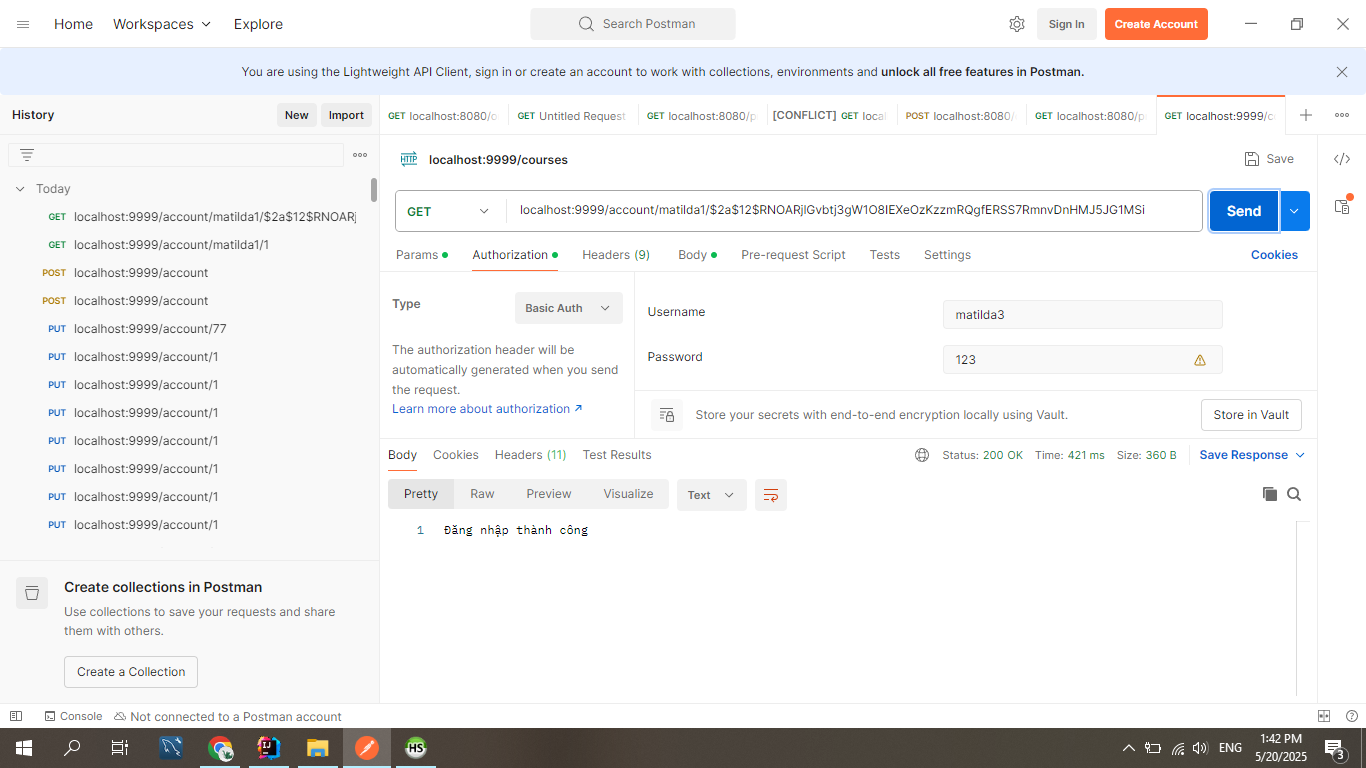 Home Workspaces Explore Search Postman Sign In Create Account
You are using the Lightweight API Client, sign in or create an account to work with collections, environments and unlock all free features in Postman.
History New Import
GET localhost:8080/o GET Untitled Request GET localhost:8080/p [CONFLICT] GET local POST localhost:8080/ GET localhost:8080/p GET localhost:9999/c
HTTP localhost:9999/courses Save
Today
GET localhost:9999/account/matilda1/$2a$12$RNOARj
GET localhost:9999/account/matilda1/1
POST localhost:9999/account
POST localhost:9999/account
PUT localhost:9999/account/77
PUT localhost:9999/account/1
PUT localhost:9999/account/1
PUT localhost:9999/account/1
PUT localhost:9999/account/1
PUT localhost:9999/account/1
PUT localhost:9999/account/1
PUT localhost:9999/account/1
Create collections in Postman
Use collections to save your requests and share
them with others.
Create a Collection
GET localhost:9999/account/matilda1/$2a$12$RNOARjlGvbtj3gW1O8IEXeOzKzzmRQgfERSS7RmnvDnHMJ5JG1MSi Send
Params Authorization Headers (9) Body Pre-request Script Tests Settings Cookies
Type Basic Auth
The authorization header will be
automatically generated when you send
the request.
Learn more about authorization ↗
Username matilda3
Password 123
Store your secrets with end-to-end encryption locally using Vault. Store in Vault
Body Cookies Headers (11) Test Results Status: 200 OK Time: 421 ms Size: 360 B Save Response
Pretty Raw Preview Visualize Text
1 Đăng nhập thành công
Console Not connected to a Postman account
HS ENG 1:42 PM
5/20/2025
3